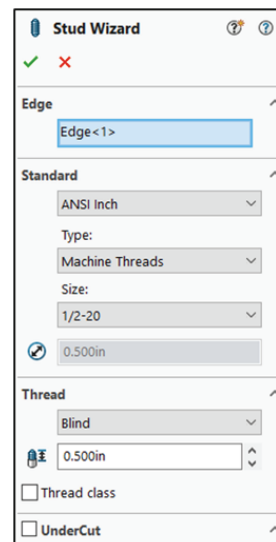 Stud Wizard
Edge
Edge<1>
Standard
ANSI Inch
Type:
Machine Threads
Size:
1/2-20
0.500in
Thread
Blind
0.500in
Thread class
UnderCut